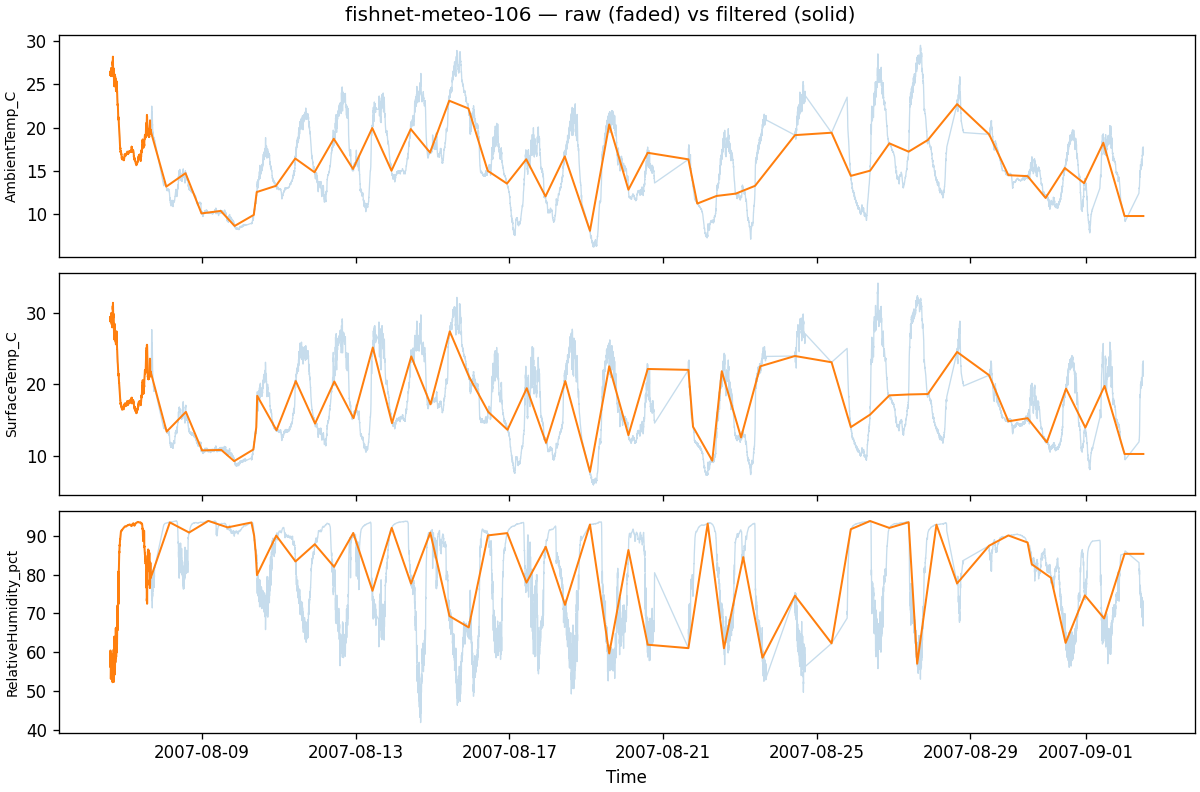 fishnet-meteo-106 — raw (faded) vs filtered (solid)
AmbientTemp_C
30
25
20
15
10
SurfaceTemp_C
30
20
10
RelativeHumidity_pct
90
80
70
60
50
40
2007-08-09 2007-08-13 2007-08-17 2007-08-21 2007-08-25 2007-08-29 2007-09-01
Time